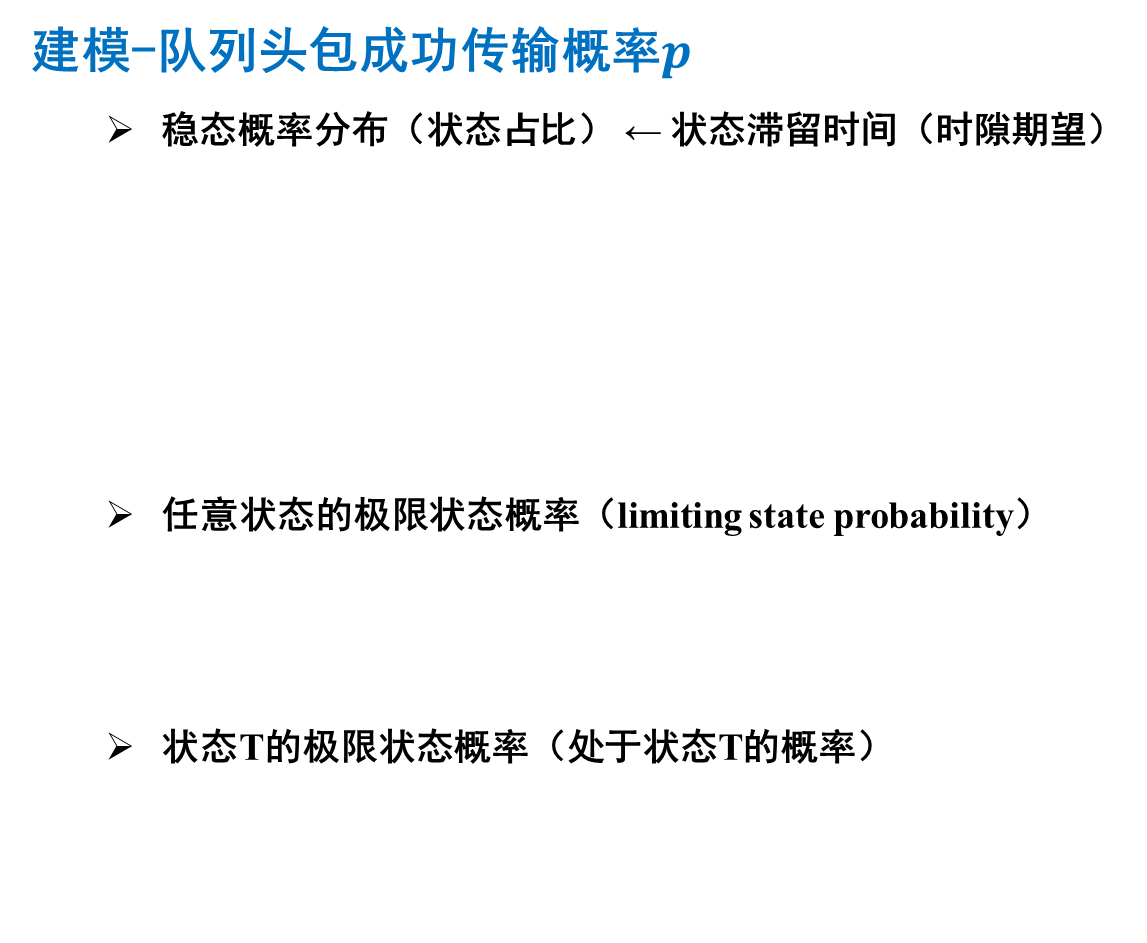 建模-队列头包成功传输概率p
➢ 稳态概率分布（状态占比）← 状态滞留时间（时隙期望）
➢ 任意状态的极限状态概率（limiting state probability）
➢ 状态T的极限状态概率（处于状态T的概率）